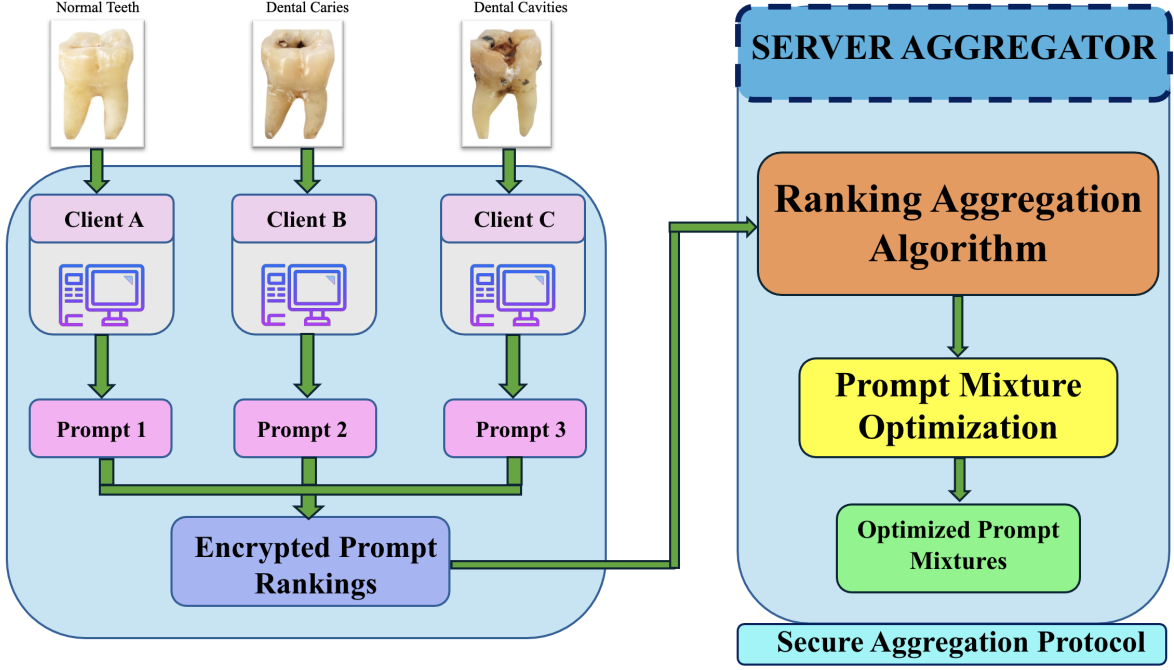 Normal Teeth
Dental Caries
Dental Cavities
Client A
Client B
Client C
Prompt 1
Prompt 2
Prompt 3
Encrypted Prompt
Rankings
SERVER AGGREGATOR
Ranking Aggregation
Algorithm
Prompt Mixture
Optimization
Optimized Prompt
Mixtures
Secure Aggregation Protocol